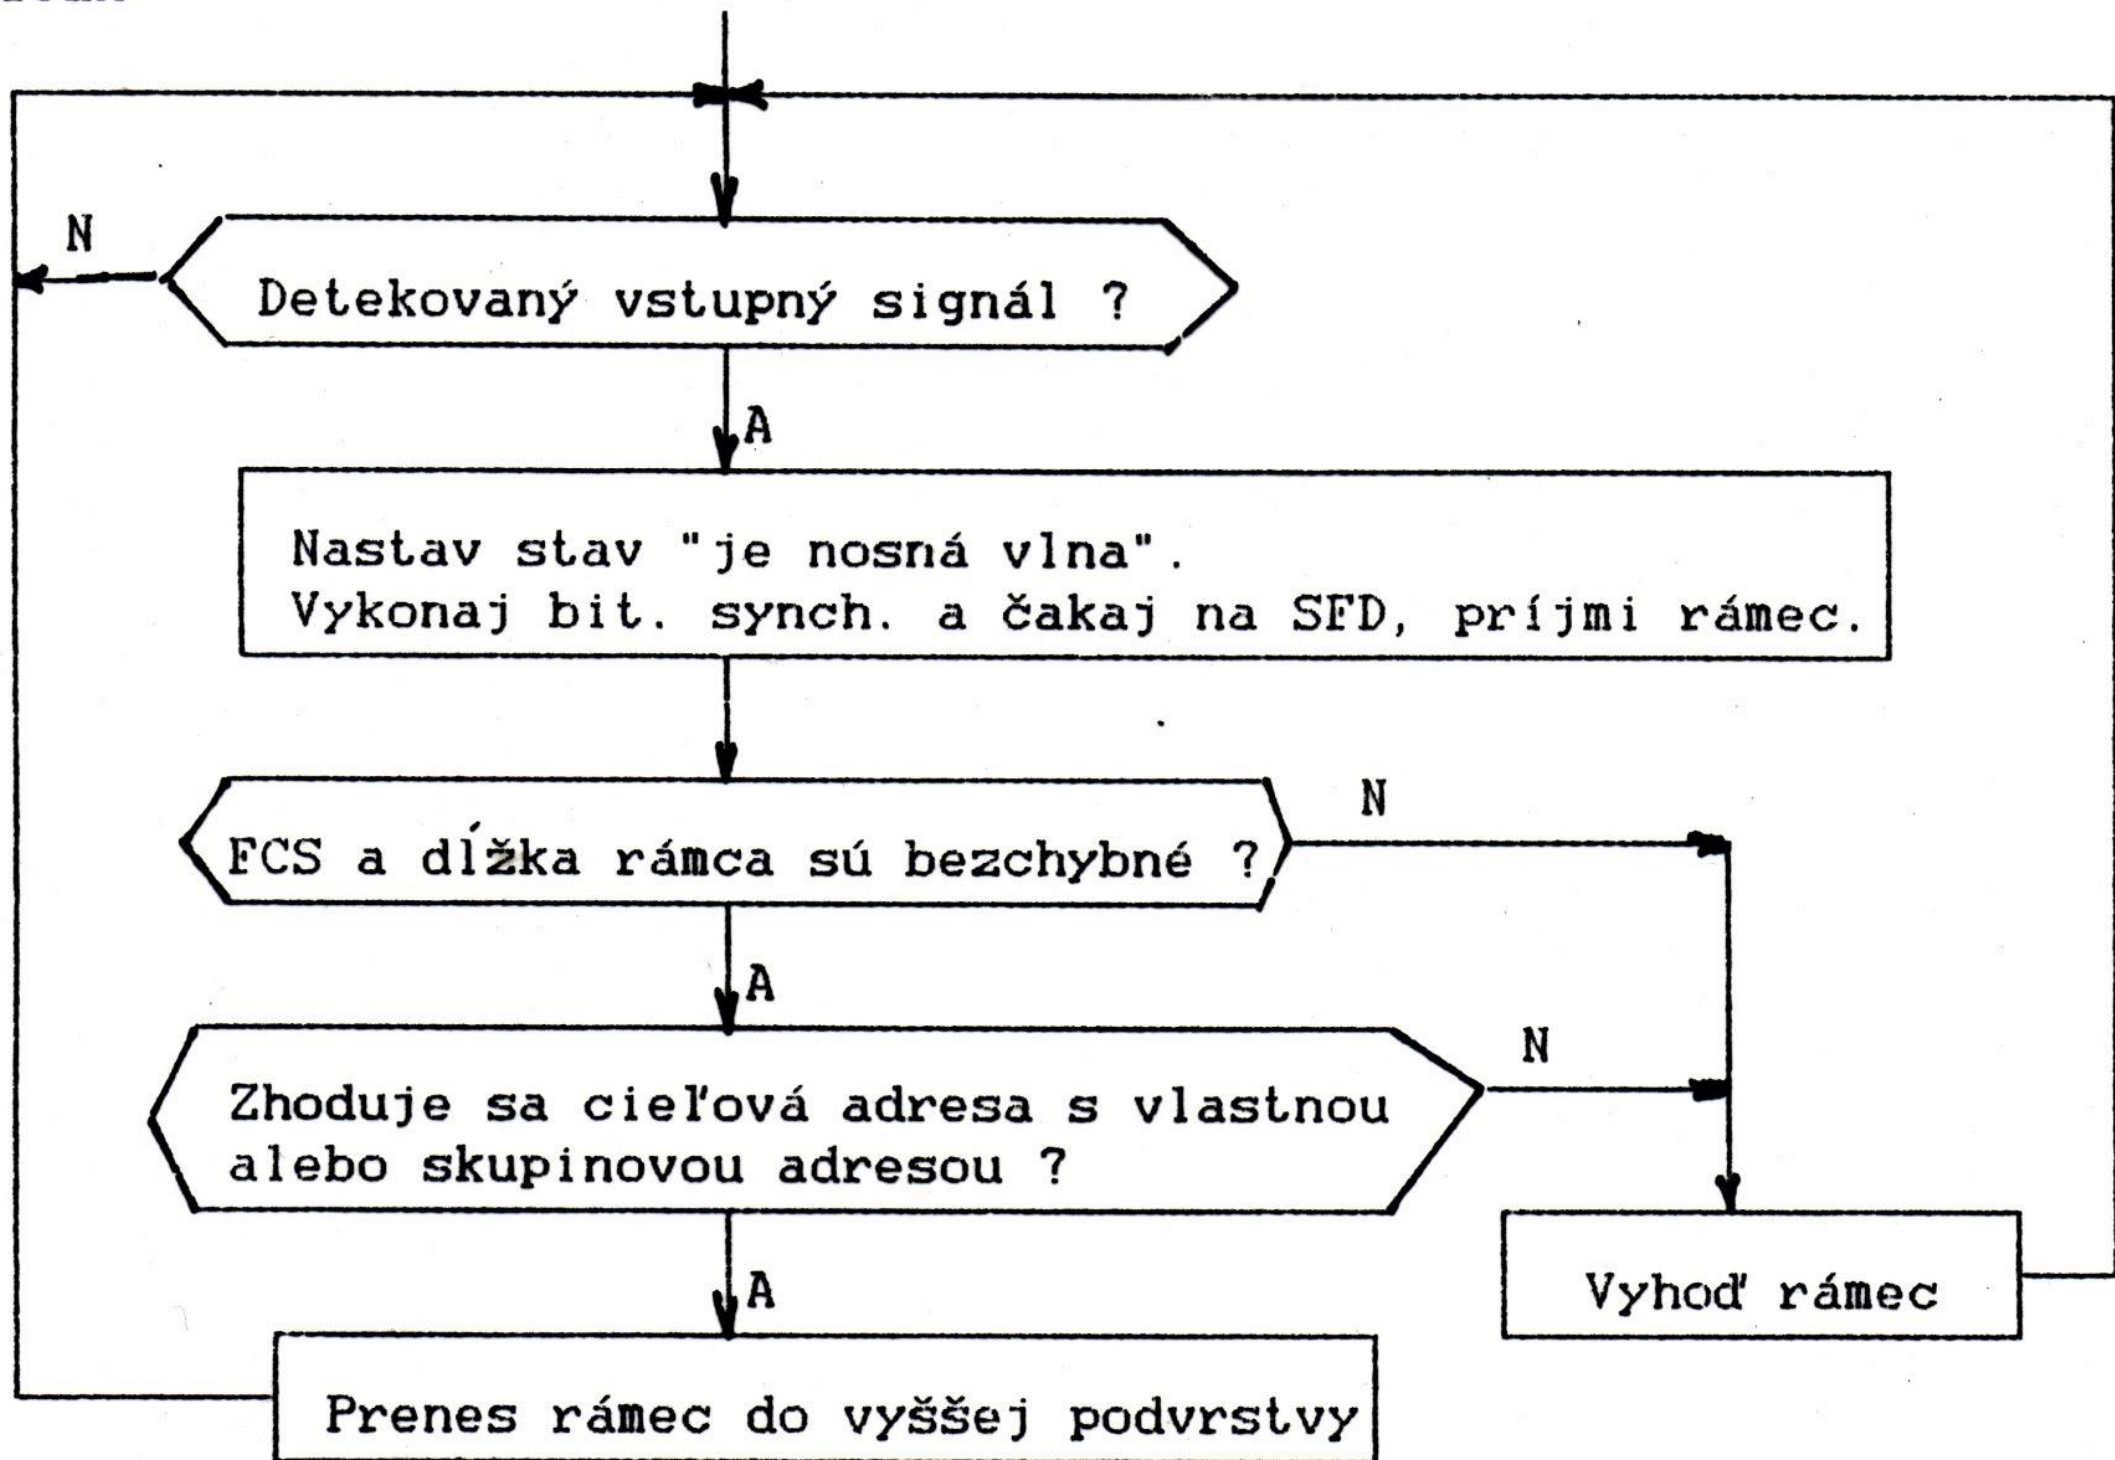 N
Detekovaný vstupný signál ?
A
Nastav stav "je nosná vlna".
Vykonaj bit. synch. a čakaj na SFD, príjmi rámec.
N
FCS a dĺžka rámca sú bezchybné ?
A
N
Zhoduje sa cieľová adresa s vlastnou
alebo skupinovou adresou ?
A
Vyhoď rámec
Prenes rámec do vyššej podvrstvy